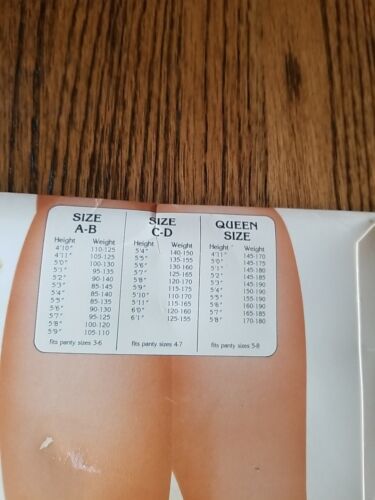 SIZE
A-B
Height Weight
4'10" 110-125
4'11" 105-125
5'0" 100-130
5'1" 95-135
5'2" 90-140
5'3" 85-145
5'4" 85-140
5'5" 85-135
5'6" 90-130
5'7" 95-125
5'8" 100-120
5'9" 105-110
fits panty sizes 3-6
SIZE
C-D
Height Weight
5'4" 140-150
5'5" 135-155
5'6" 130-160
5'7" 125-165
5'8" 120-170
5'9" 115-175
5'10" 110-170
5'11" 115-165
6'0" 120-160
6'1" 125-155
fits panty sizes 4-7
QUEEN
SIZE
Height Weight
4'11" 145-170
5'0" 145-175
5'1" 145-180
5'2" 145-185
5'3" 150-190
5'4" 155-190
5'5" 155-190
5'6" 160-190
5'7" 165-185
5'8" 170-180
fits panty sizes 5-8